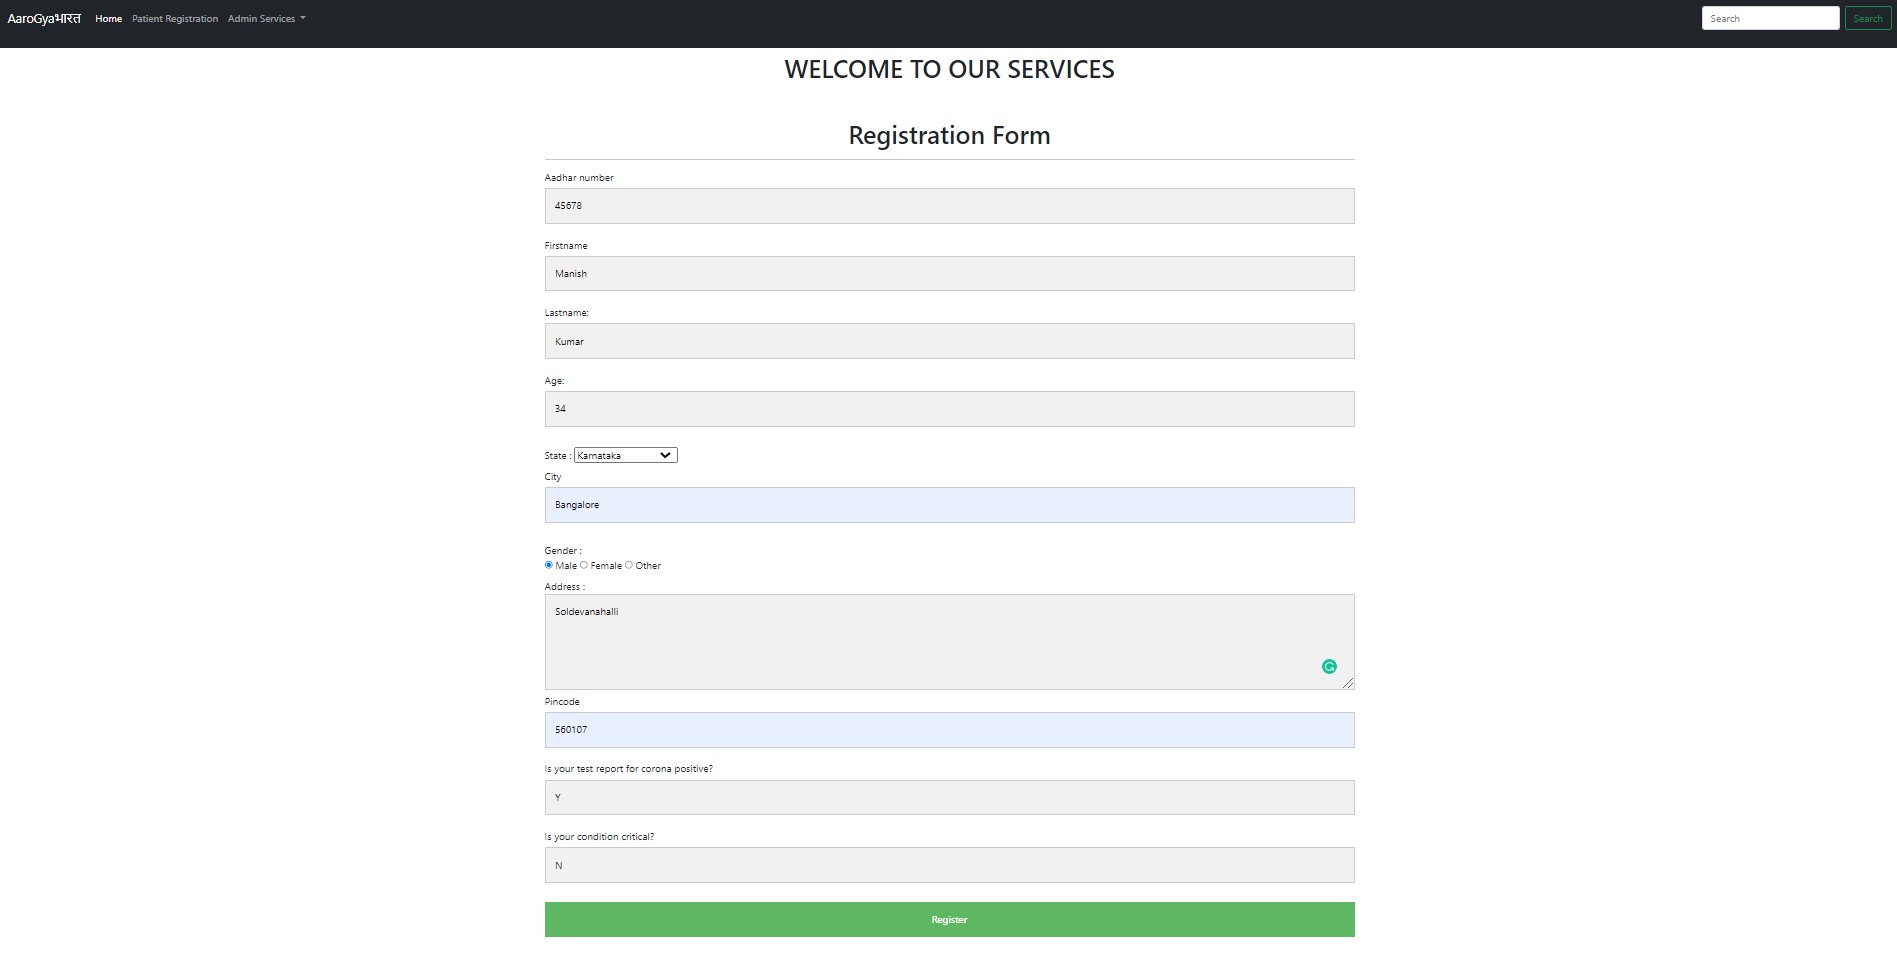 AaroGyaभारत Home Patient Registration Admin Services Search Search
WELCOME TO OUR SERVICES
Registration Form
Aadhar number
45678
Firstname
Manish
Lastname:
Kumar
Age:
34
State : Karnataka
City
Bangalore
Gender :
Male Female Other
Address :
Soldevanahalli
Pincode
560107
Is your test report for corona positive?
Y
Is your condition critical?
N
Register